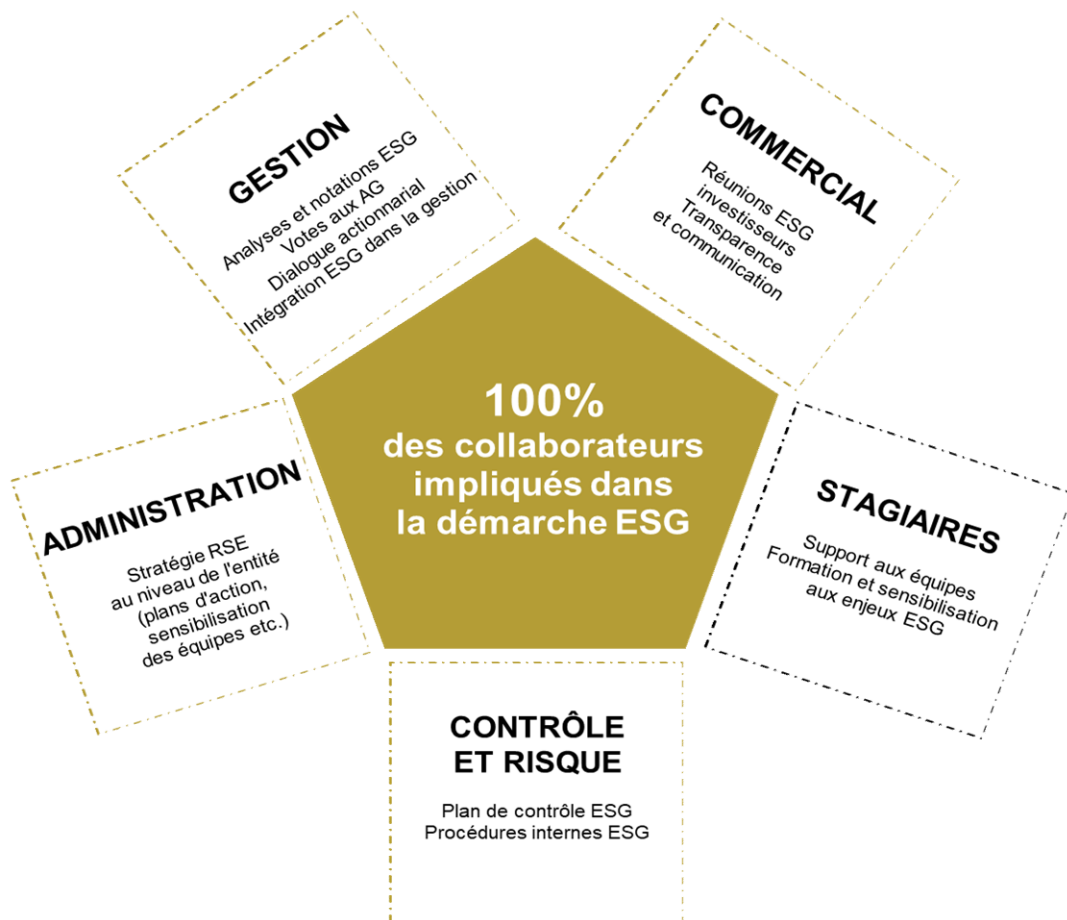 GESTION
Analyses et notations ESG
Votes aux AG
Dialogue actionnarial
Intégration ESG dans la gestion
COMMERCIAL
Réunions ESG
investisseurs
Transparence
et communication
100%
des collaborateurs
impliqués dans
la démarche ESG
ADMINISTRATION
Stratégie RSE
au niveau de l'entité
(plans d'action,
sensibilisation
des équipes etc.)
STAGIAIRES
Support aux équipes
Formation et sensibilisation
aux enjeux ESG
CONTRÔLE
ET RISQUE
Plan de contrôle ESG
Procédures internes ESG